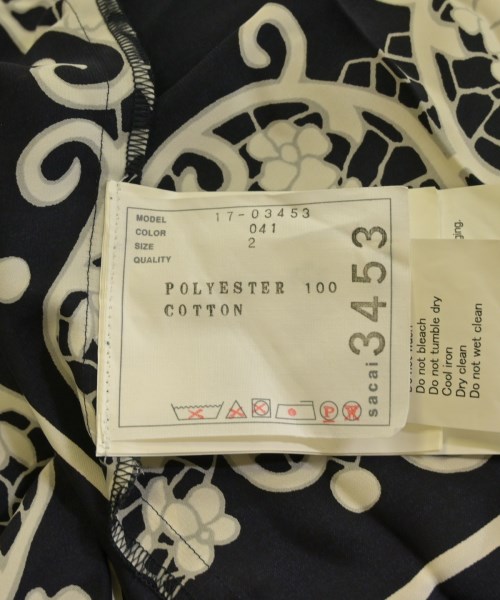 MODEL 17-03453
COLOR 041
SIZE 2
QUALITY
POLYESTER 100
COTTON
sacai 3453
P
ging.
Do not bleach
Do not tumble dry
Cool iron
Dry clean
Do not wet clean